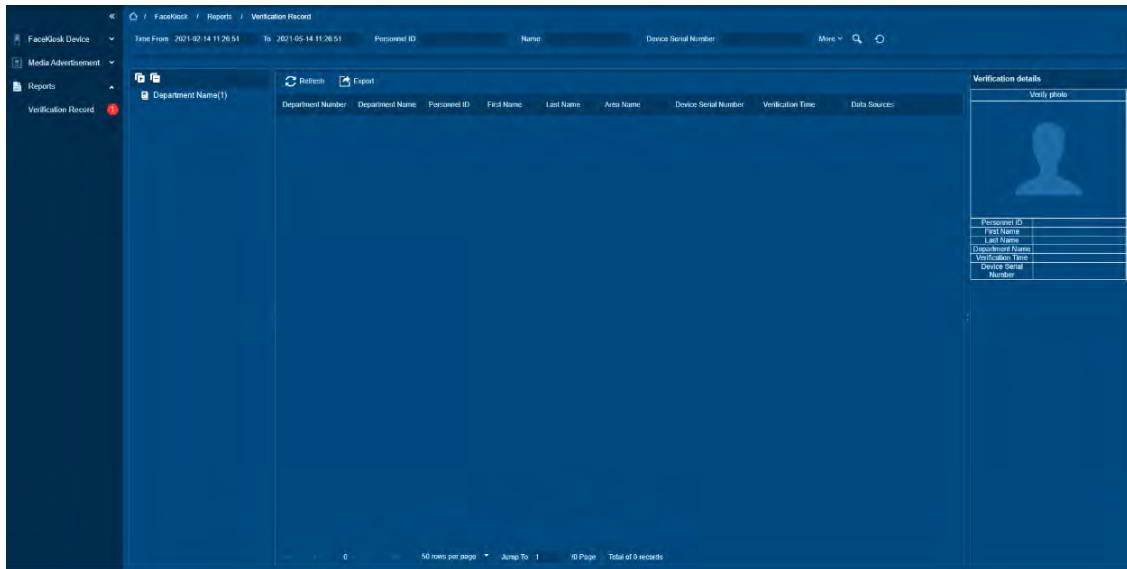 «
/ FaceKiosk / Reports / Verification Record
FaceKiosk Device
Media Advertisement
Reports
Verification Record 1
Time From 2021-02-14 11:26:51 To 2021-05-14 11:26:51 Personnel ID Name Device Serial Number More
Department Name(1)
Refresh Export
Department Number Department Name Personnel ID First Name Last Name Area Name Device Serial Number Verification Time Data Sources
0 50 rows per page Jump To 1 /0 Page Total of 0 records
Verification details
Verify photo
Personnel ID
First Name
Last Name
Department Name
Verification Time
Device Serial
Number